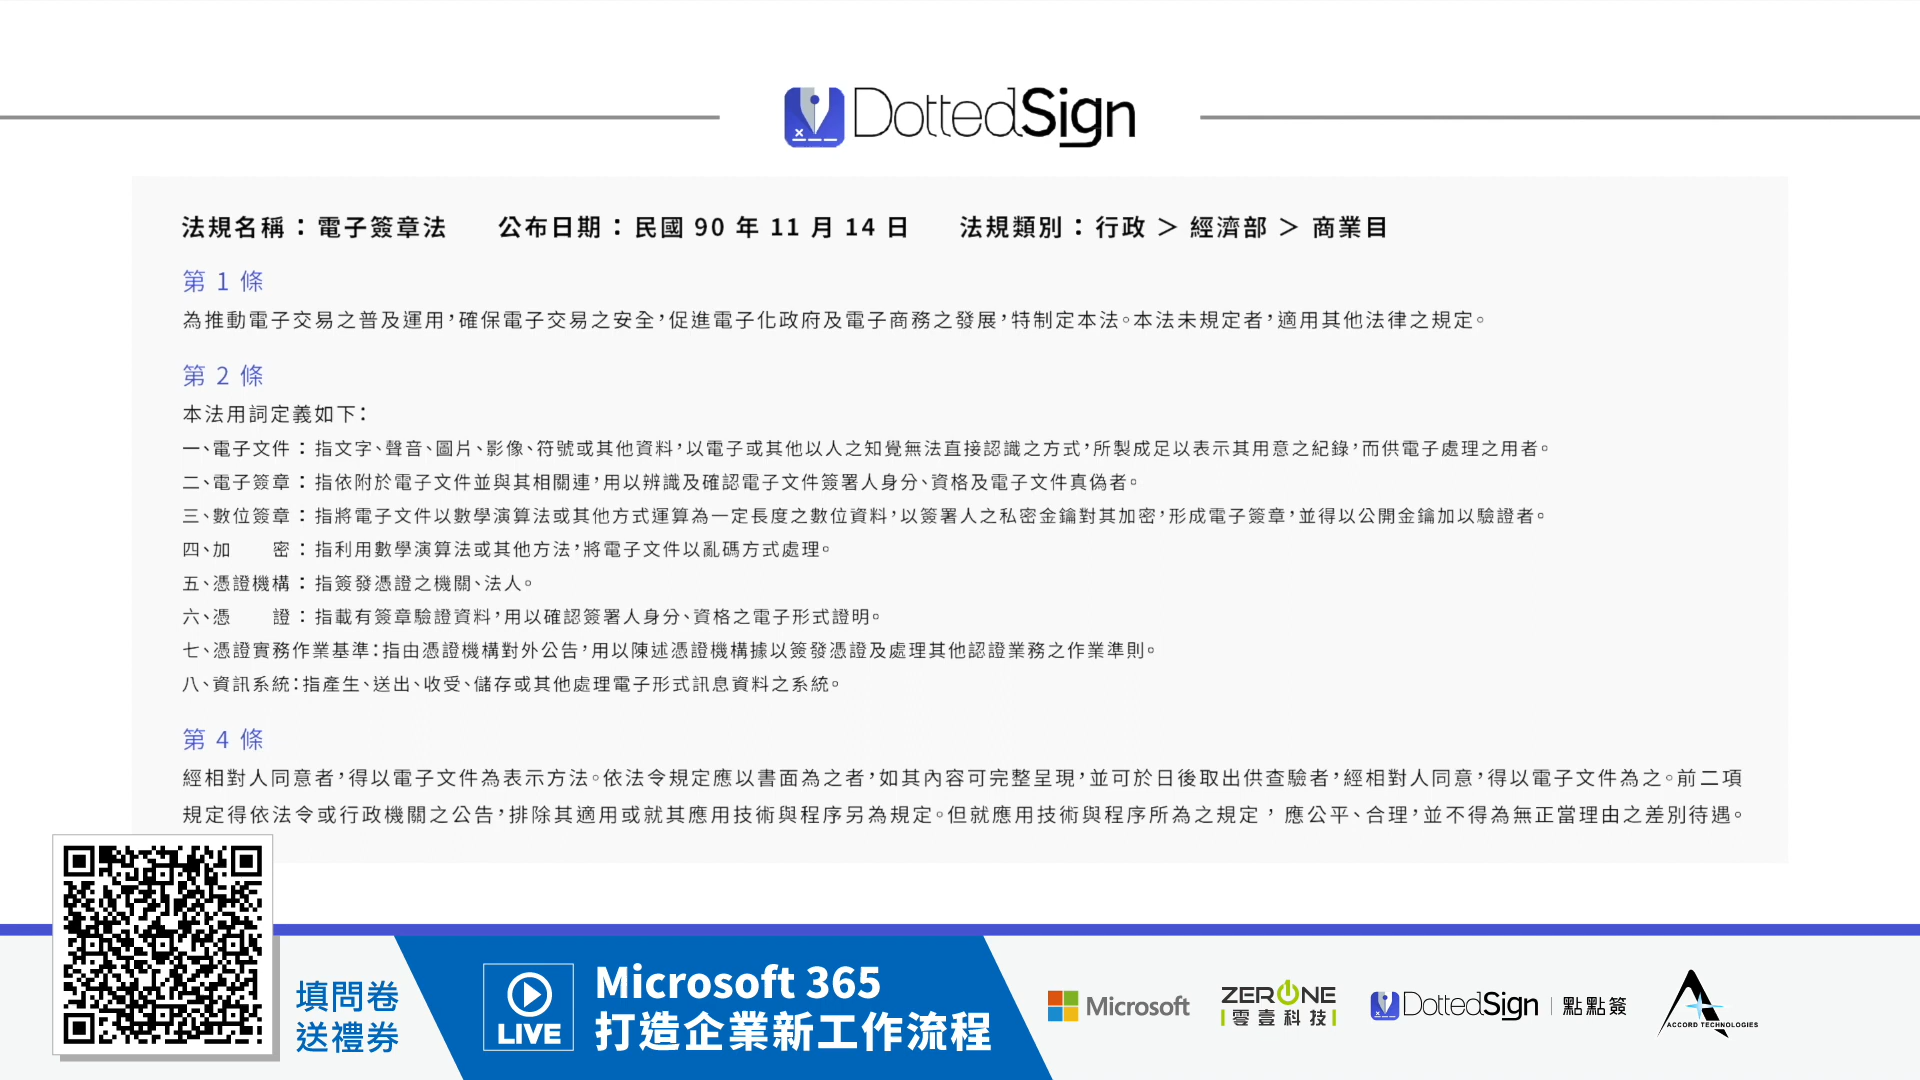 DottedSign
法規名稱：電子簽章法 公布日期：民國 90 年 11 月 14 日 法規類別：行政 ＞ 經濟部 ＞ 商業目
第 1 條
為推動電子交易之普及運用，確保電子交易之安全，促進電子化政府及電子商務之發展，特制定本法。本法未規定者，適用其他法律之規定。
第 2 條
本法用詞定義如下：
一、電子文件：指文字、聲音、圖片、影像、符號或其他資料，以電子或其他以人之知覺無法直接認識之方式，所製成足以表示其用意之紀錄，而供電子處理之用者。
二、電子簽章：指依附於電子文件並與其相關連，用以辨識及確認電子文件簽署人身分、資格及電子文件真偽者。
三、數位簽章：指將電子文件以數學演算法或其他方式運算為一定長度之數位資料，以簽署人之私密金鑰對其加密，形成電子簽章，並得以公開金鑰加以驗證者。
四、加　　密：指利用數學演算法或其他方法，將電子文件以亂碼方式處理。
五、憑證機構：指簽發憑證之機關、法人。
六、憑　　證：指載有簽章驗證資料，用以確認簽署人身分、資格之電子形式證明。
七、憑證實務作業基準：指由憑證機構對外公告，用以陳述憑證機構據以簽發憑證及處理其他認證業務之作業準則。
八、資訊系統：指產生、送出、收受、儲存或其他處理電子形式訊息資料之系統。
第 4 條
經相對人同意者，得以電子文件為表示方法。依法令規定應以書面為之者，如其內容可完整呈現，並可於日後取出供查驗者，經相對人同意，得以電子文件為之。前二項
規定得依法令或行政機關之公告，排除其適用或就其應用技術與程序另為規定。但就應用技術與程序所為之規定，應公平、合理，並不得為無正當理由之差別待遇。
填問卷
送禮券
LIVE
Microsoft 365
打造企業新工作流程
Microsoft
ZERONE
零壹科技
DottedSign | 點點簽
ACCORD TECHNOLOGIES